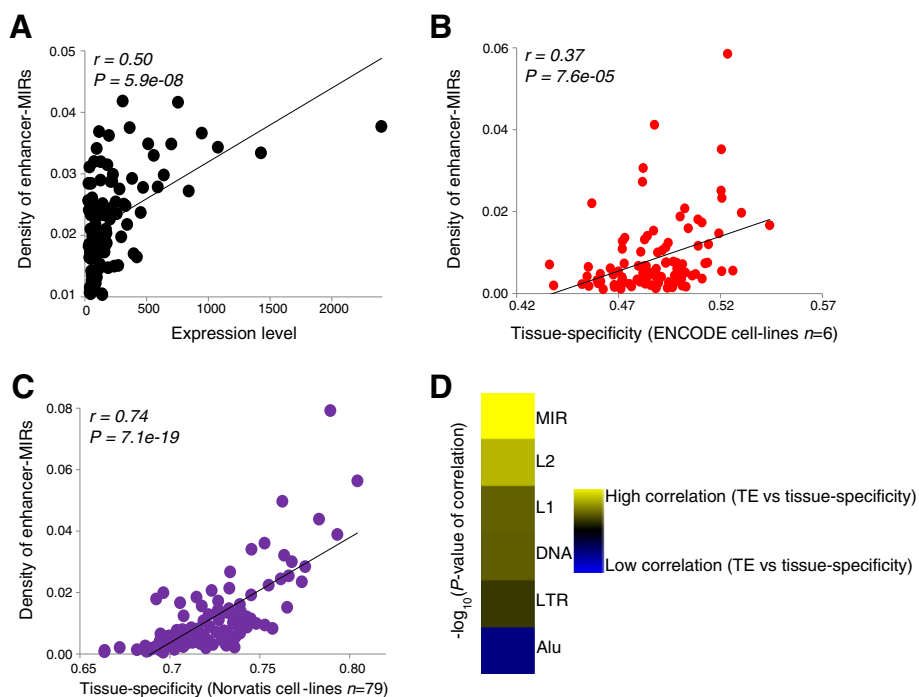 A
r = 0.50
P = 5.9e-08
Density of enhancer-MIRs
0.05
0.04
0.03
0.02
0.01
0 500 1000 1500 2000
Expression level
B
r = 0.37
P = 7.6e-05
Density of enhancer-MIRs
0.06
0.04
0.02
0.00
0.42 0.47 0.52 0.57
Tissue-specificity (ENCODE cell-lines n=6)
C
r = 0.74
P = 7.1e-19
Density of enhancer-MIRs
0.08
0.06
0.04
0.02
0.00
0.65 0.7 0.75 0.80
Tissue-specificity (Norvatis cell-lines n=79)
D
-log10(P-value of correlation)
MIR
L2
L1
DNA
LTR
Alu
High correlation (TE vs tissue-specificity)
Low correlation (TE vs tissue-specificity)